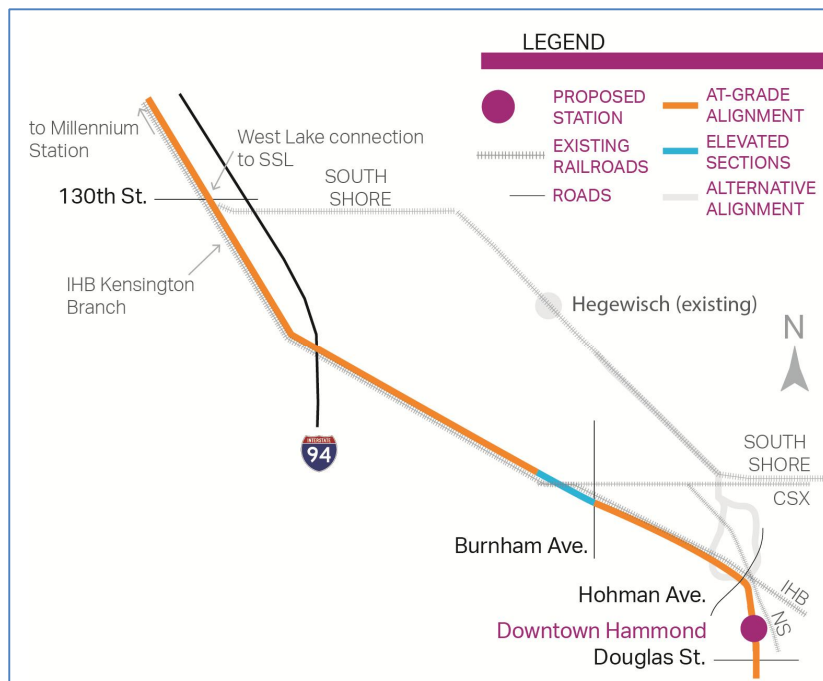 LEGEND
PROPOSED
STATION
AT-GRADE
ALIGNMENT
EXISTING
RAILROADS
ELEVATED
SECTIONS
ROADS
ALTERNATIVE
ALIGNMENT
to Millennium
Station
West Lake connection
to SSL
SOUTH
SHORE
130th St.
IHB Kensington
Branch
Hegewisch (existing)
N
INTERSTATE
94
SOUTH
SHORE
CSX
Burnham Ave.
Hohman Ave.
IHB
NS
Downtown Hammond
Douglas St.